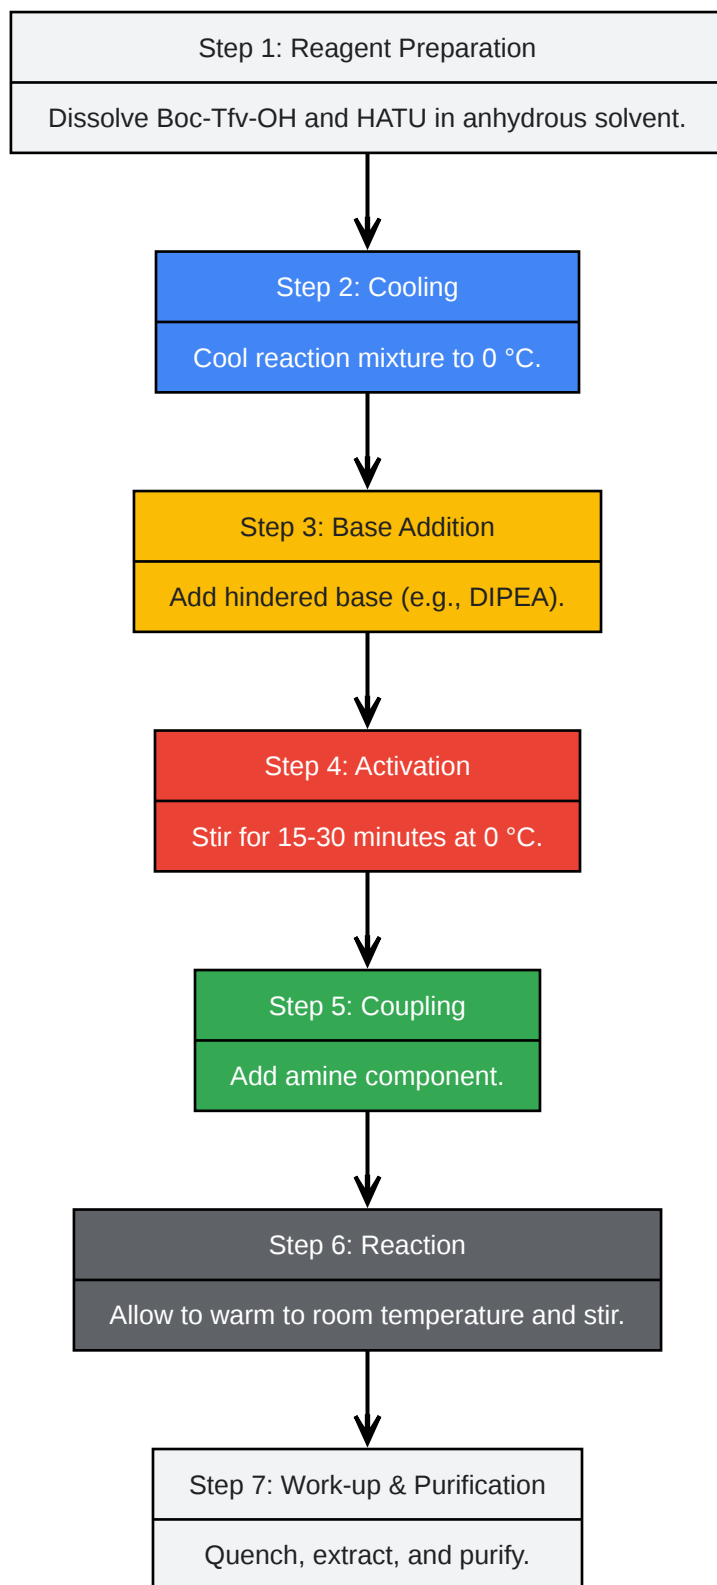 Step 1: Reagent Preparation
Dissolve Boc-Tfv-OH and HATU in anhydrous solvent.
Step 2: Cooling
Cool reaction mixture to 0 °C.
Step 3: Base Addition
Add hindered base (e.g., DIPEA).
Step 4: Activation
Stir for 15-30 minutes at 0 °C.
Step 5: Coupling
Add amine component.
Step 6: Reaction
Allow to warm to room temperature and stir.
Step 7: Work-up & Purification
Quench, extract, and purify.